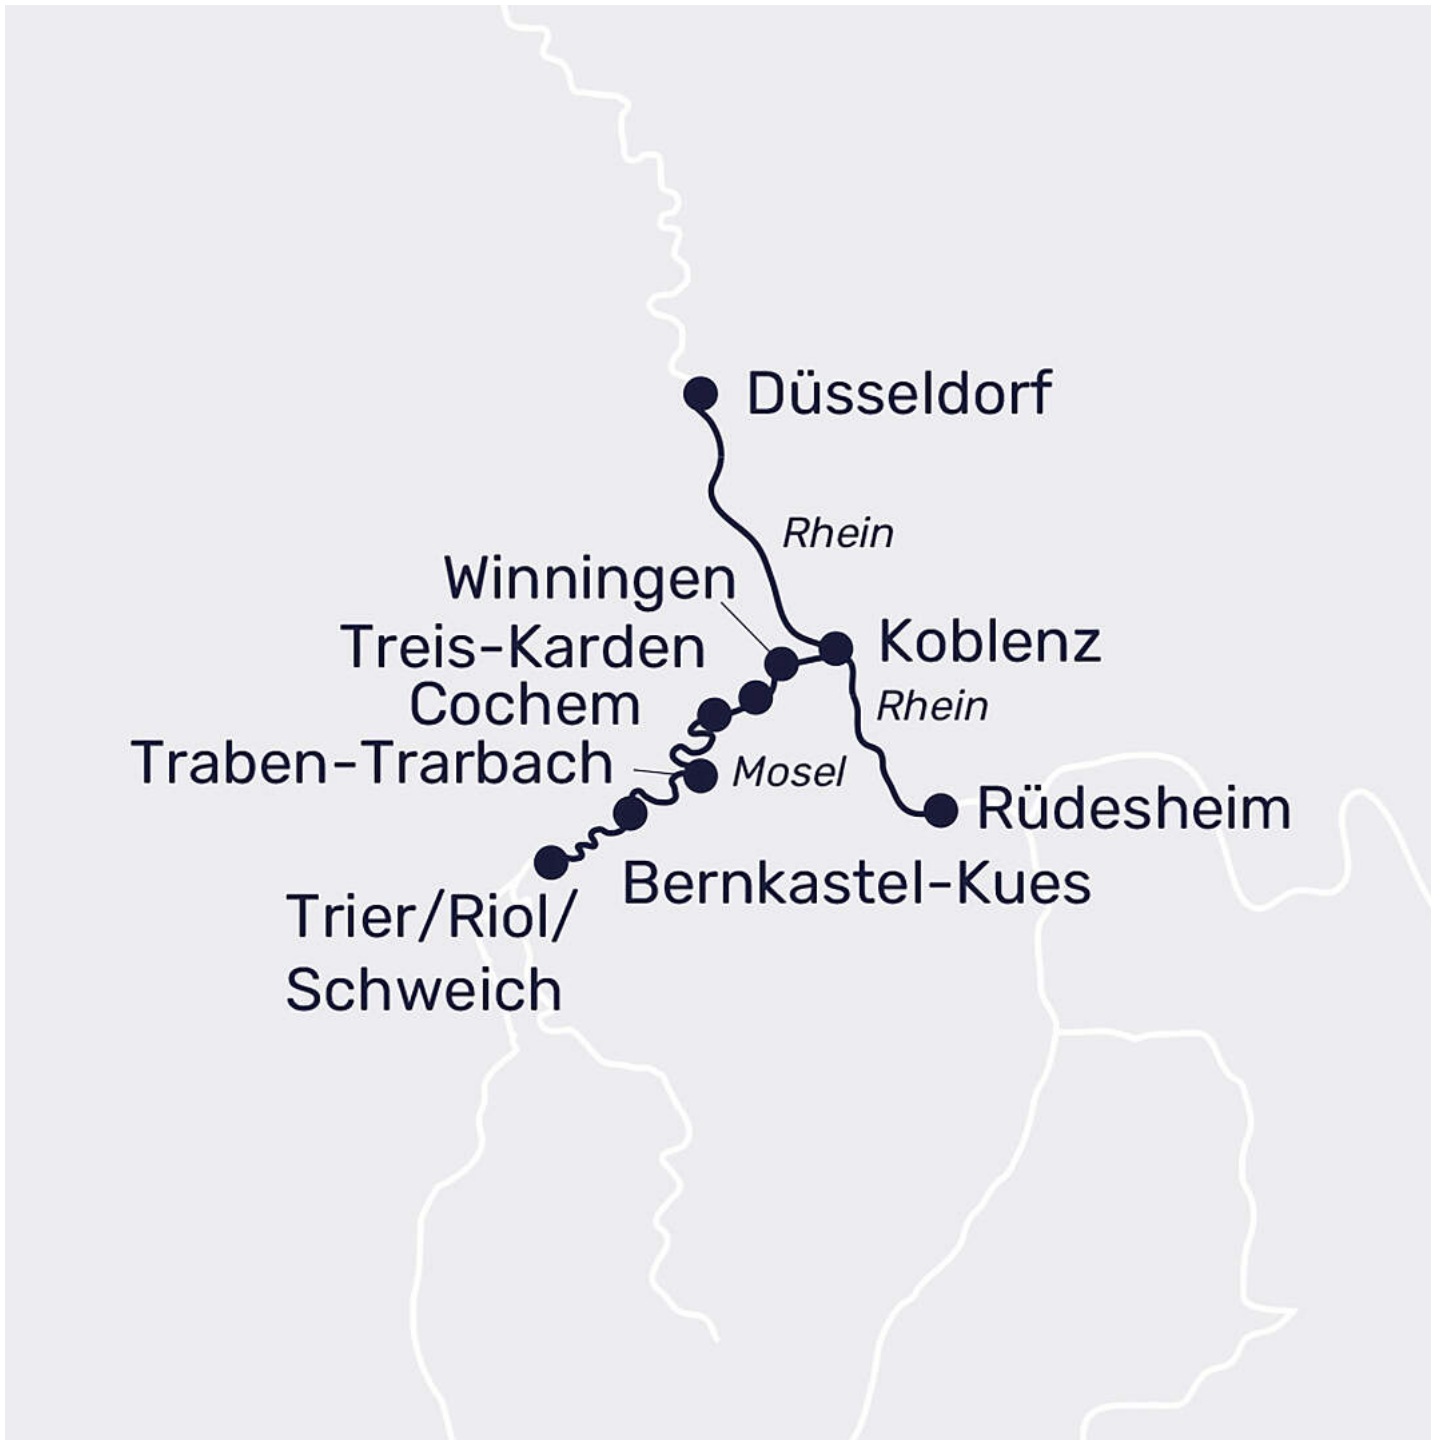 Düsseldorf
Rhein
Winningen
Treis-Karden
Koblenz
Cochem
Rhein
Traben-Trarbach
Mosel
Rüdesheim
Bernkastel-Kues
Trier/Riol/
Schweich